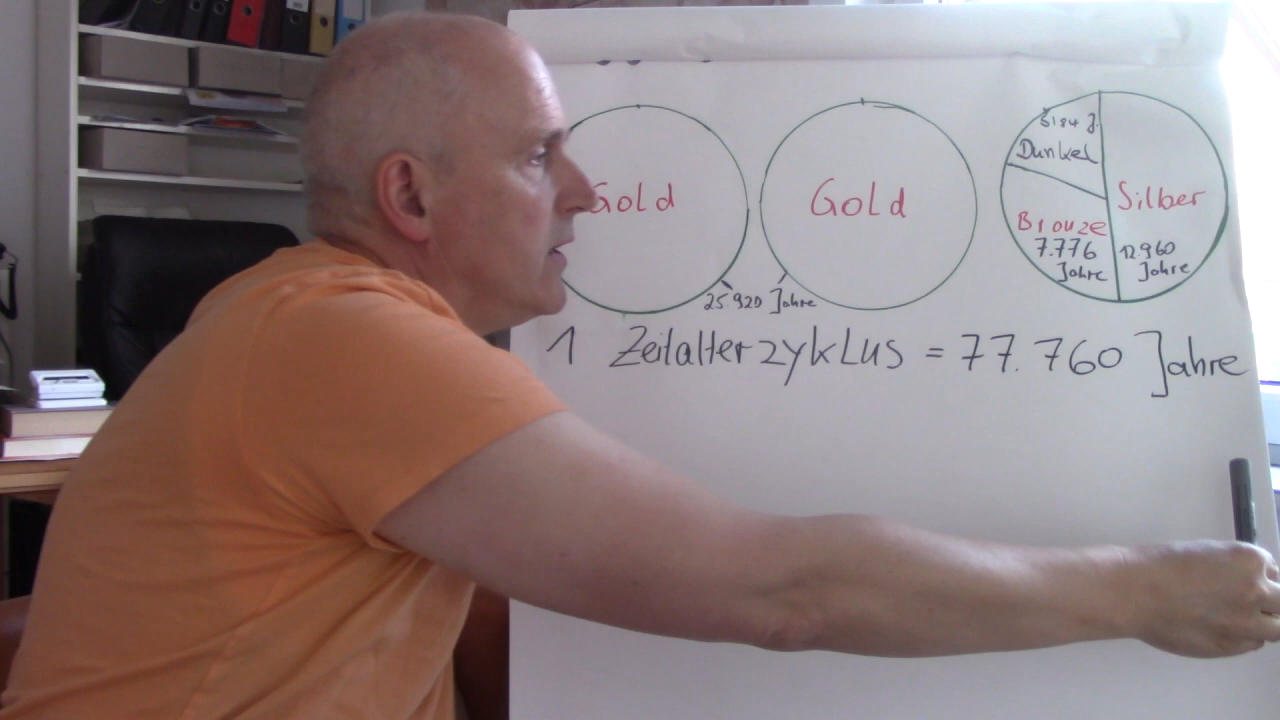 Gold
Gold
5184 J.
Dunkel
Silber
Bronze
7.776
Jahre
12.960
Jahre
25.920 Jahre
1 Zeitalterzyklus = 77.760 Jahre